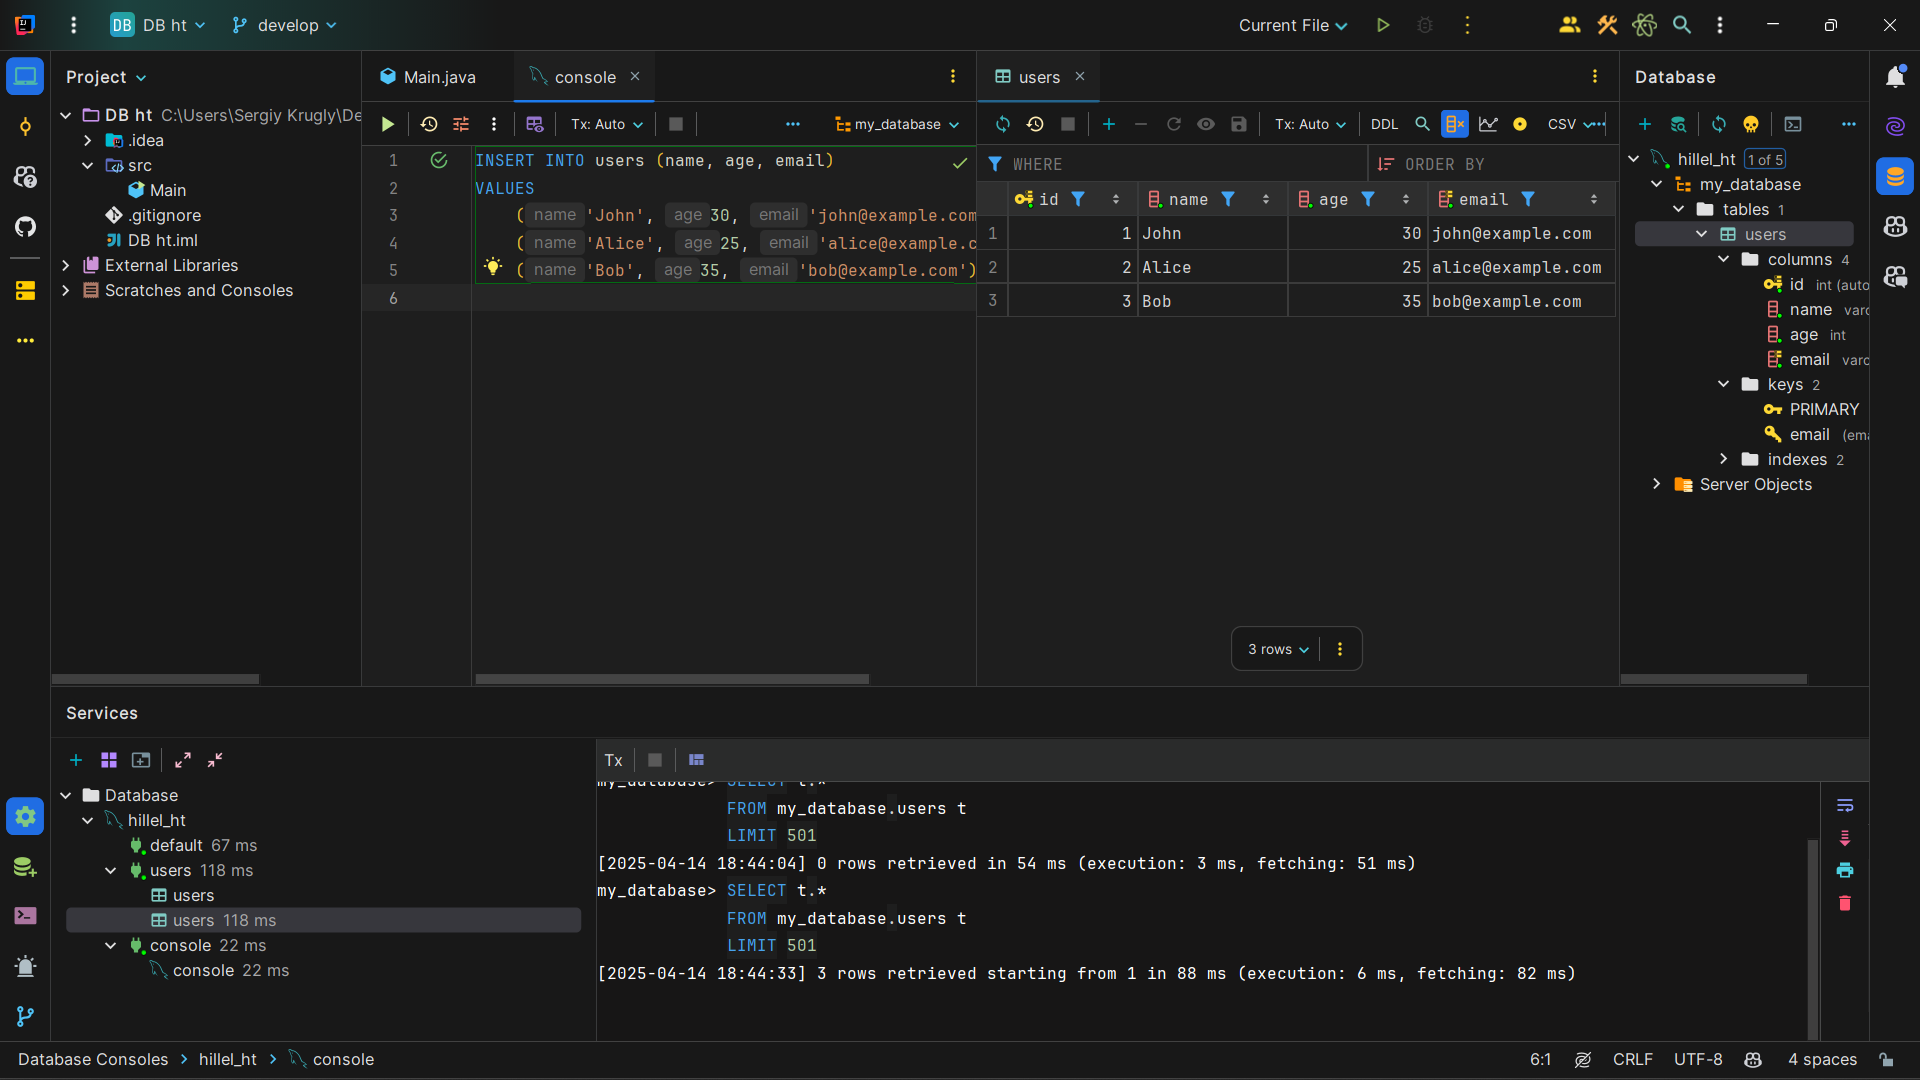 DB DB ht develop Current File
Project
DB ht C:\Users\Sergiy Krugly\De
.idea
src
Main
.gitignore
DB ht.iml
External Libraries
Scratches and Consoles
Main.java console
Tx: Auto my_database
1 INSERT INTO users (name, age, email)
2 VALUES
3 ( name 'John', age 30, email 'john@example.com
4 ( name 'Alice', age 25, email 'alice@example.c
5 ( name 'Bob', age 35, email 'bob@example.com')
6
users
Tx: Auto DDL CSV
WHERE ORDER BY
id name age email
1 1 John 30 john@example.com
2 2 Alice 25 alice@example.com
3 3 Bob 35 bob@example.com
3 rows
Database
hillel_ht 1 of 5
my_database
tables 1
users
columns 4
id int (auto
name varc
age int
email varc
keys 2
PRIMARY
email (ema
indexes 2
Server Objects
Services
Database
hillel_ht
default 67 ms
users 118 ms
users
users 118 ms
console 22 ms
console 22 ms
Tx
my_database> SELECT t.*
FROM my_database.users t
LIMIT 501
[2025-04-14 18:44:04] 0 rows retrieved in 54 ms (execution: 3 ms, fetching: 51 ms)
my_database> SELECT t.*
FROM my_database.users t
LIMIT 501
[2025-04-14 18:44:33] 3 rows retrieved starting from 1 in 88 ms (execution: 6 ms, fetching: 82 ms)
Database Consoles > hillel_ht > console
6:1 CRLF UTF-8 4 spaces